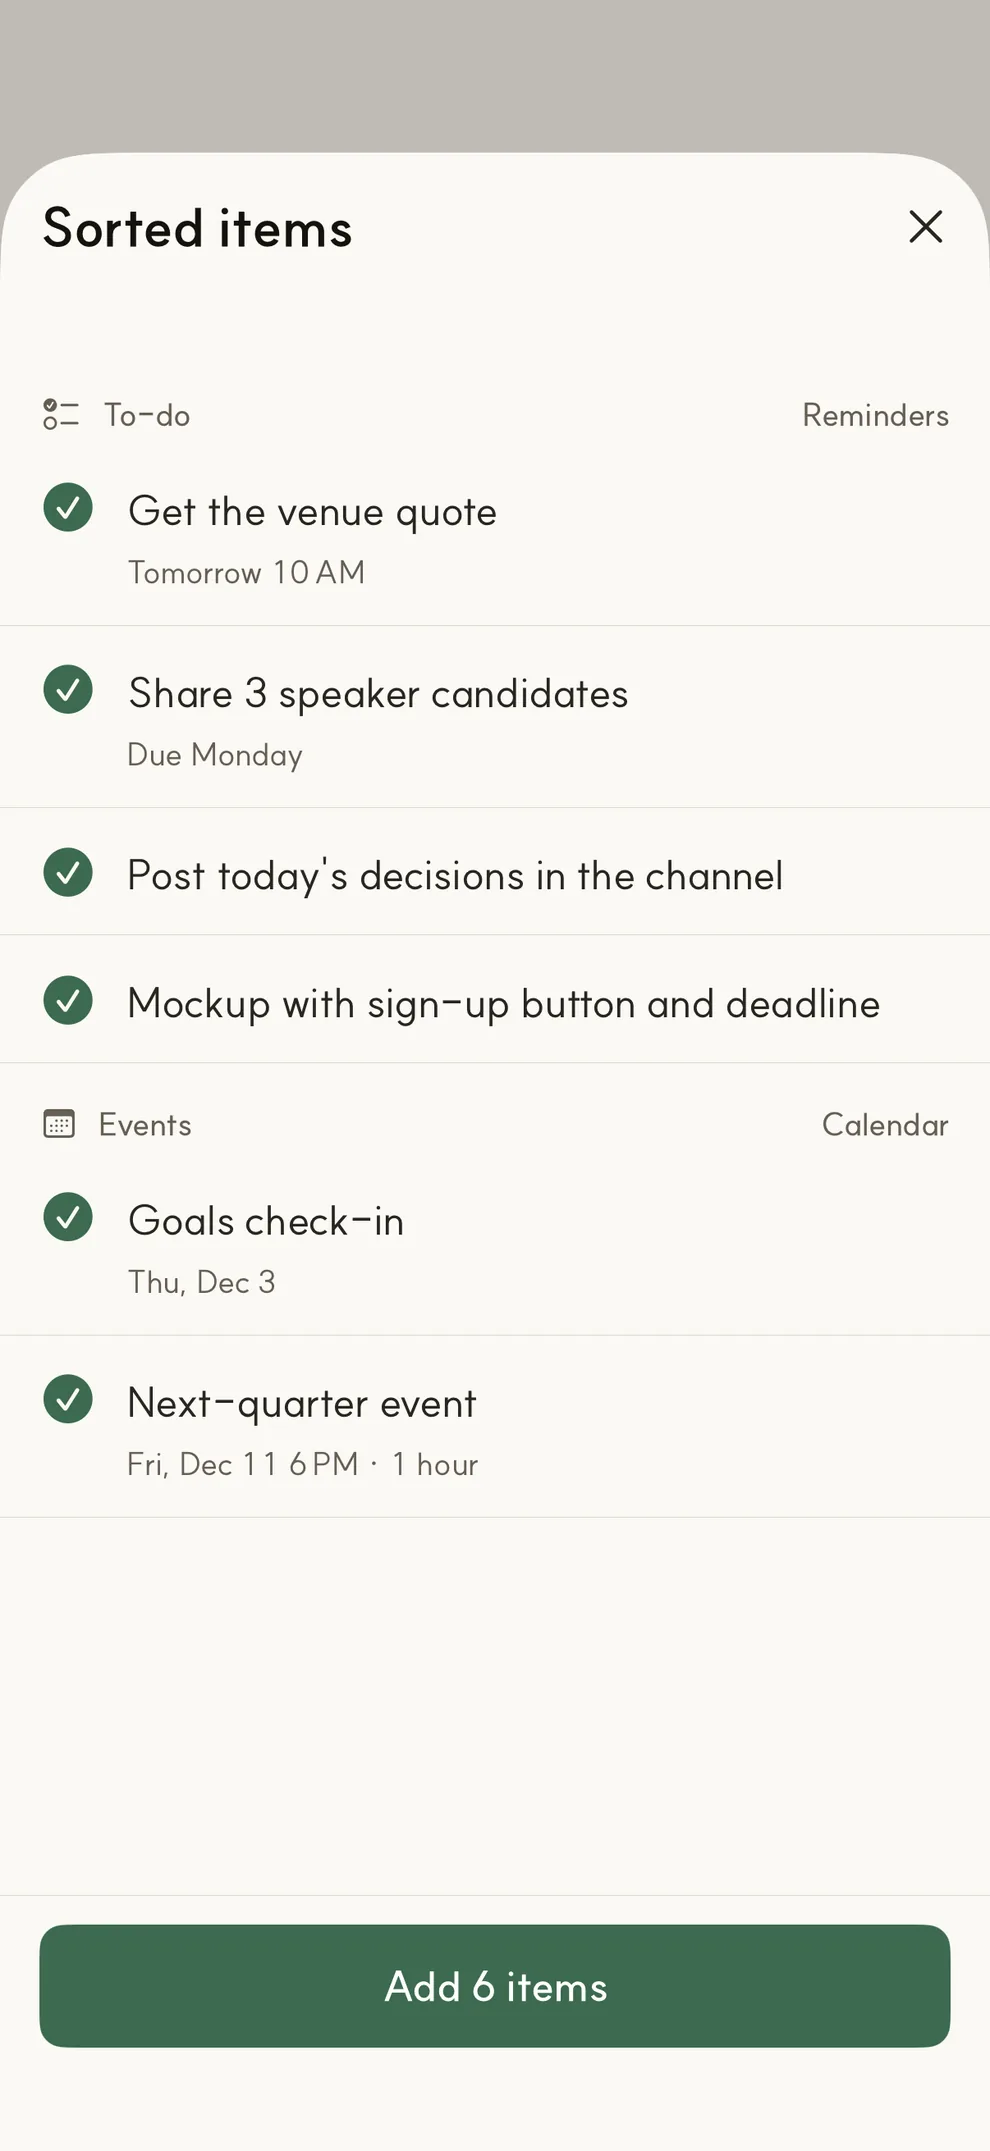 Sorted items
To-do
Reminders
Get the venue quote
Tomorrow 10 AM
Share 3 speaker candidates
Due Monday
Post today's decisions in the channel
Mockup with sign-up button and deadline
Events
Calendar
Goals check-in
Thu, Dec 3
Next-quarter event
Fri, Dec 11 6 PM · 1 hour
Add 6 items